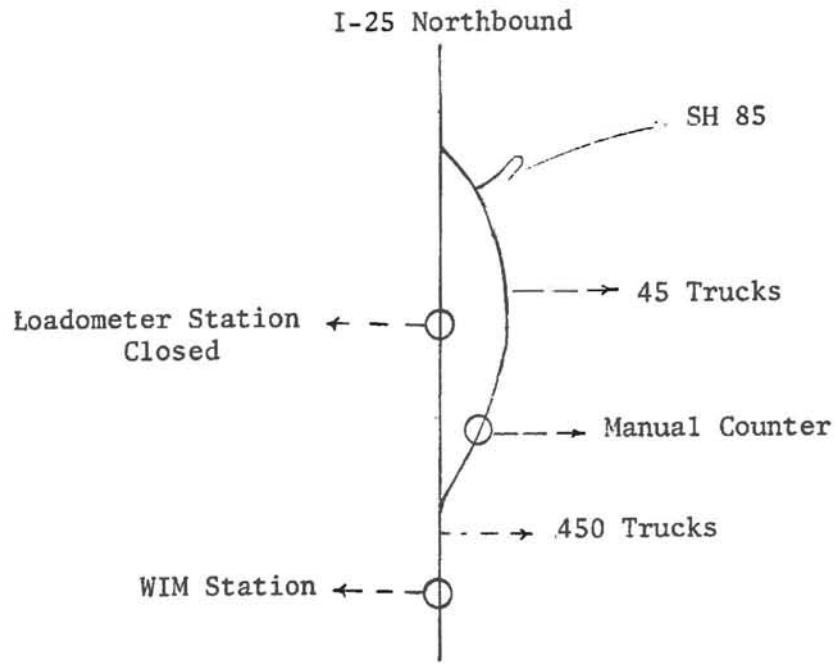 I-25 Northbound
SH 85
45 Trucks
Loadometer Station
Closed
Manual Counter
450 Trucks
WIM Station